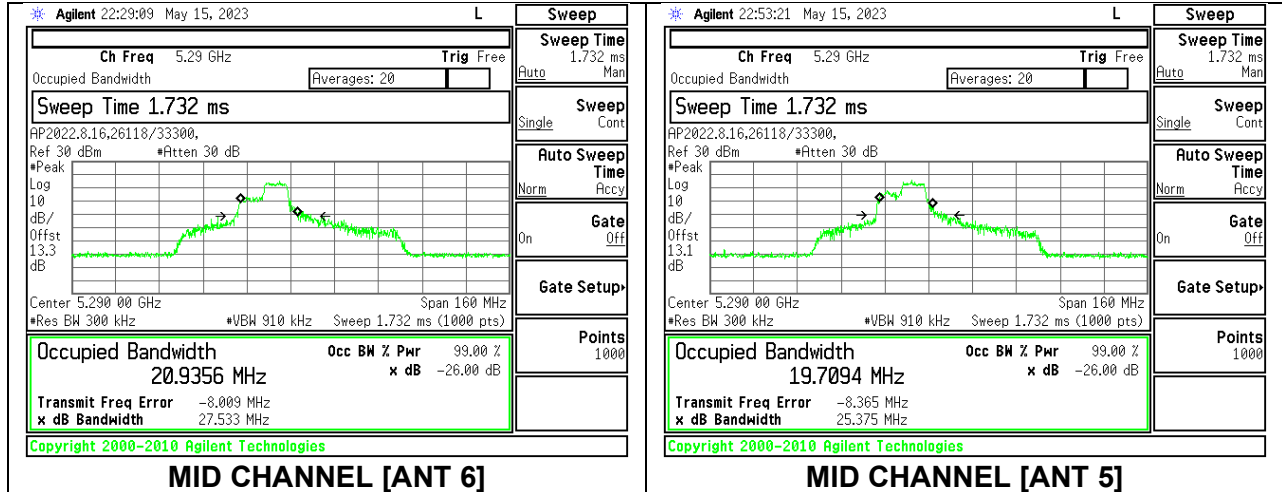 Agilent 22:29:09 May 15, 2023 L
Sweep
Ch Freq 5.29 GHz Trig Free
Occupied Bandwidth Averages: 20
Sweep Time 1.732 ms
AP2022.8.16,26118/33300,
Ref 30 dBm #Atten 30 dB
#Peak
Log
10
dB/
Offst
13.3
dB
Center 5.290 00 GHz Span 160 MHz
#Res BW 300 kHz #VBW 910 kHz Sweep 1.732 ms (1000 pts)
Occupied Bandwidth Occ BW % Pwr 99.00 %
20.9356 MHz x dB -26.00 dB
Transmit Freq Error -8.009 MHz
x dB Bandwidth 27.533 MHz
Copyright 2000-2010 Agilent Technologies
Sweep Time
1.732 ms
Auto Man
Sweep
Single Cont
Auto Sweep
Time
Norm Accy
Gate
On Off
Gate Setup
Points
1000
MID CHANNEL [ANT 6]
Agilent 22:53:21 May 15, 2023 L
Sweep
Ch Freq 5.29 GHz Trig Free
Occupied Bandwidth Averages: 20
Sweep Time 1.732 ms
AP2022.8.16,26118/33300,
Ref 30 dBm #Atten 30 dB
#Peak
Log
10
dB/
Offst
13.1
dB
Center 5.290 00 GHz Span 160 MHz
#Res BW 300 kHz #VBW 910 kHz Sweep 1.732 ms (1000 pts)
Occupied Bandwidth Occ BW % Pwr 99.00 %
19.7094 MHz x dB -26.00 dB
Transmit Freq Error -8.365 MHz
x dB Bandwidth 25.375 MHz
Copyright 2000-2010 Agilent Technologies
Sweep Time
1.732 ms
Auto Man
Sweep
Single Cont
Auto Sweep
Time
Norm Accy
Gate
On Off
Gate Setup
Points
1000
MID CHANNEL [ANT 5]